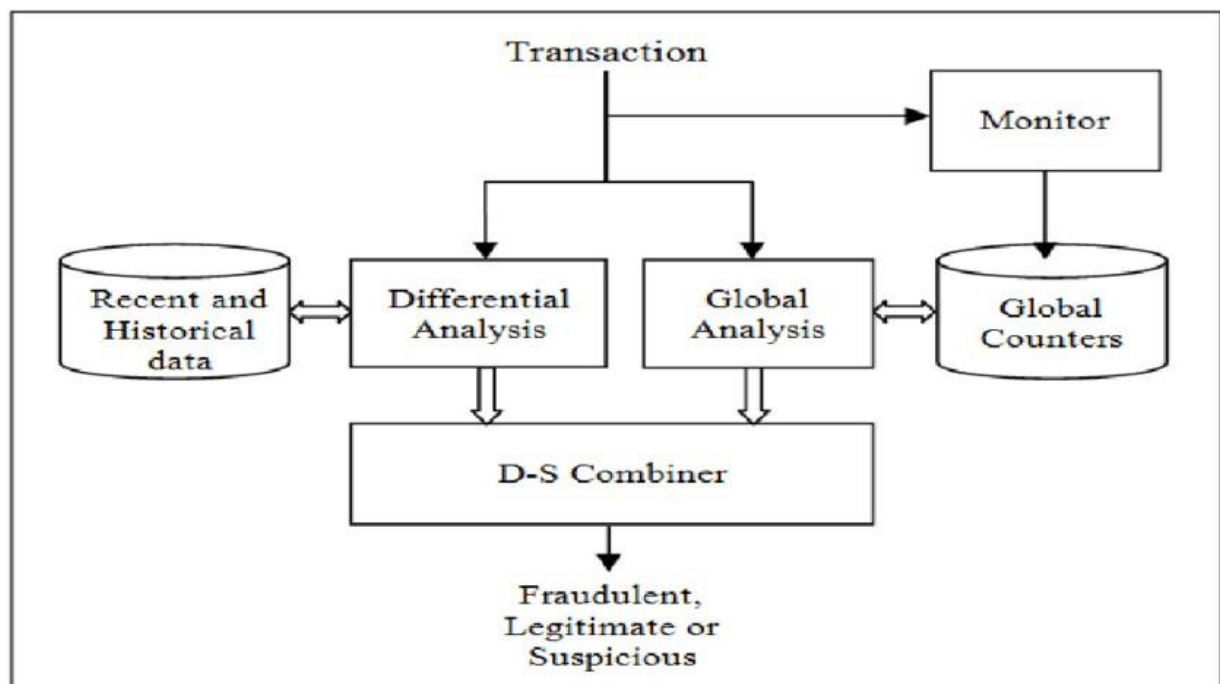 Transaction
Monitor
Recent and
Historical
data
Differential
Analysis
Global
Analysis
Global
Counters
D-S Combiner
Fraudulent,
Legitimate or
Suspicious